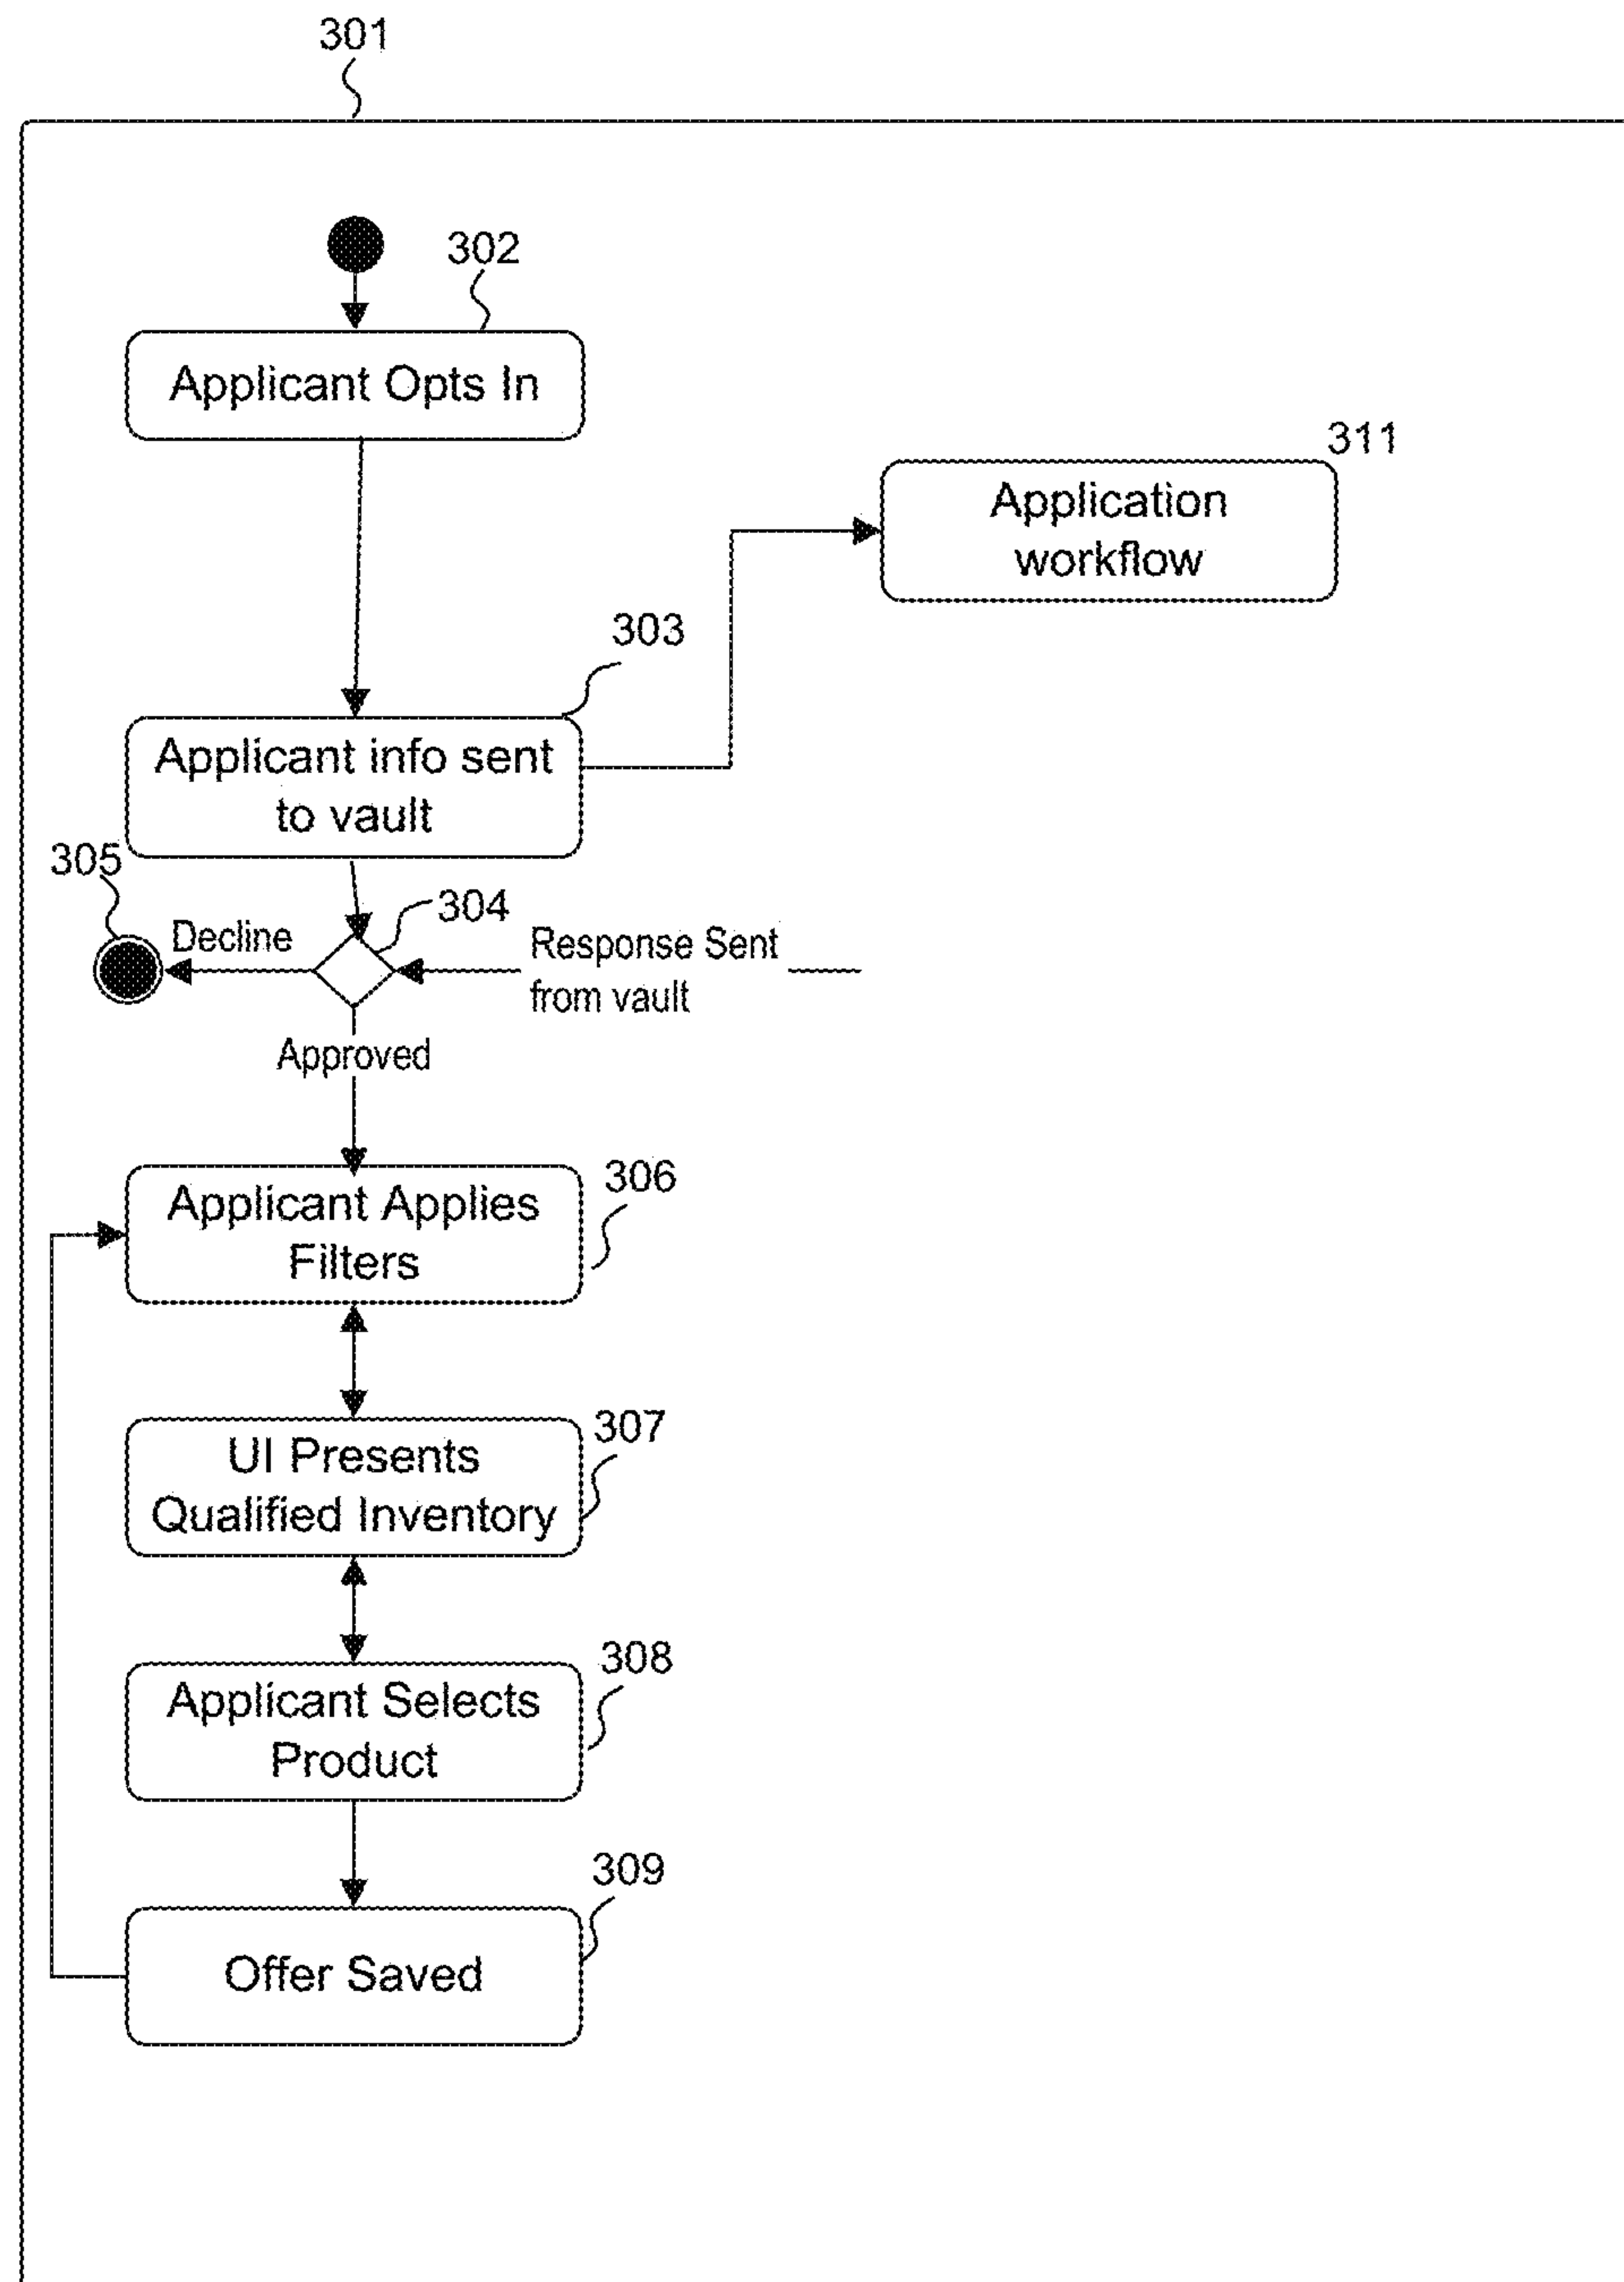 301
302
Applicant Opts In
311
Application
workflow
303
Applicant info sent
to vault
305
304
Decline
Response Sent
from vault
Approved
306
Applicant Applies
Filters
307
UI Presents
Qualified Inventory
308
Applicant Selects
Product
309
Offer Saved